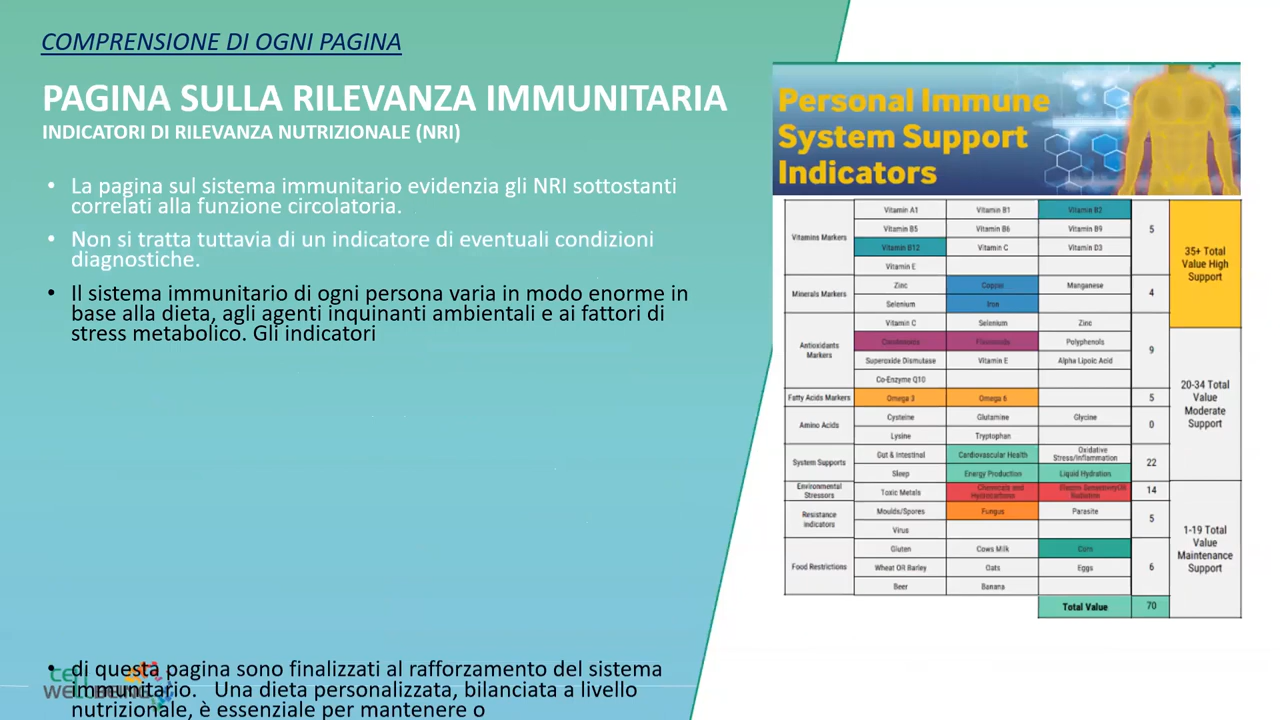 COMPRENSIONE DI OGNI PAGINA
PAGINA SULLA RILEVANZA IMMUNITARIA
INDICATORI DI RILEVANZA NUTRIZIONALE (NRI)
• La pagina sul sistema immunitario evidenzia gli NRI sottostanti
correlati alla funzione circolatoria.
• Non si tratta tuttavia di un indicatore di eventuali condizioni
diagnostiche.
• Il sistema immunitario di ogni persona varia in modo enorme in
base alla dieta, agli agenti inquinanti ambientali e ai fattori di
stress metabolico. Gli indicatori
• di questa pagina sono finalizzati al rafforzamento del sistema
immunitario. Una dieta personalizzata, bilanciata a livello
nutrizionale, è essenziale per mantenere o
Personal Immune
System Support
Indicators
Vitamins Markers
Vitamin A1 Vitamin B1 Vitamin B2
Vitamin B5 Vitamin B6 Vitamin B9
Vitamin B12 Vitamin C Vitamin D3
Vitamin E
5
Minerals Markers
Zinc Copper Manganese
Selenium Iron
4
Antioxidants
Markers
Vitamin C Selenium Zinc
Polyphenols
Superoxide Dismutase Vitamin E Alpha Lipoic Acid
Co-Enzyme Q10
9
Fatty Acids Markers Omega 3 Omega 6 5
Amino Acids
Cysteine Glutamine Glycine
Lysine Tryptophan
0
System Supports
Gut & Intestinal Cardiovascular Health Oxidative
Stress/Inflammation
Sleep Energy Production Liquid Hydration
22
Environmental
Stressors
Toxic Metals
14
Resistance
Indicators
Moulds/Spores Fungus Parasite
Virus
5
Food Restrictions
Gluten Cows Milk Corn
Wheat OR Barley Oats Eggs
Beer Banana
6
Total Value 70
35+ Total
Value High
Support
20-34 Total
Value
Moderate
Support
1-19 Total
Value
Maintenance
Support